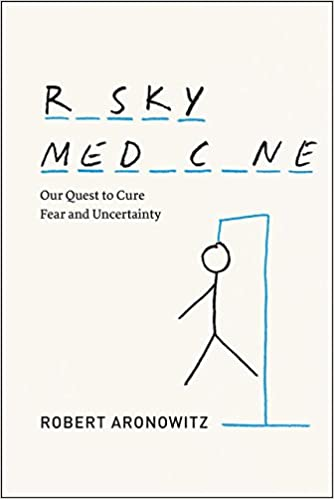 R_SKY
MED_C_NE
Our Quest to Cure
Fear and Uncertainty
ROBERT ARONOWITZ